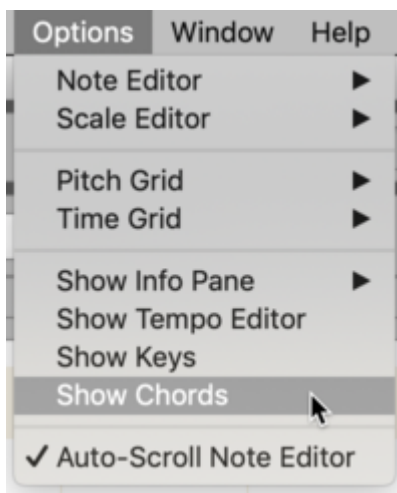 Options Window Help
Note Editor
Scale Editor
Pitch Grid
Time Grid
Show Info Pane
Show Tempo Editor
Show Keys
Show Chords
✓ Auto-Scroll Note Editor